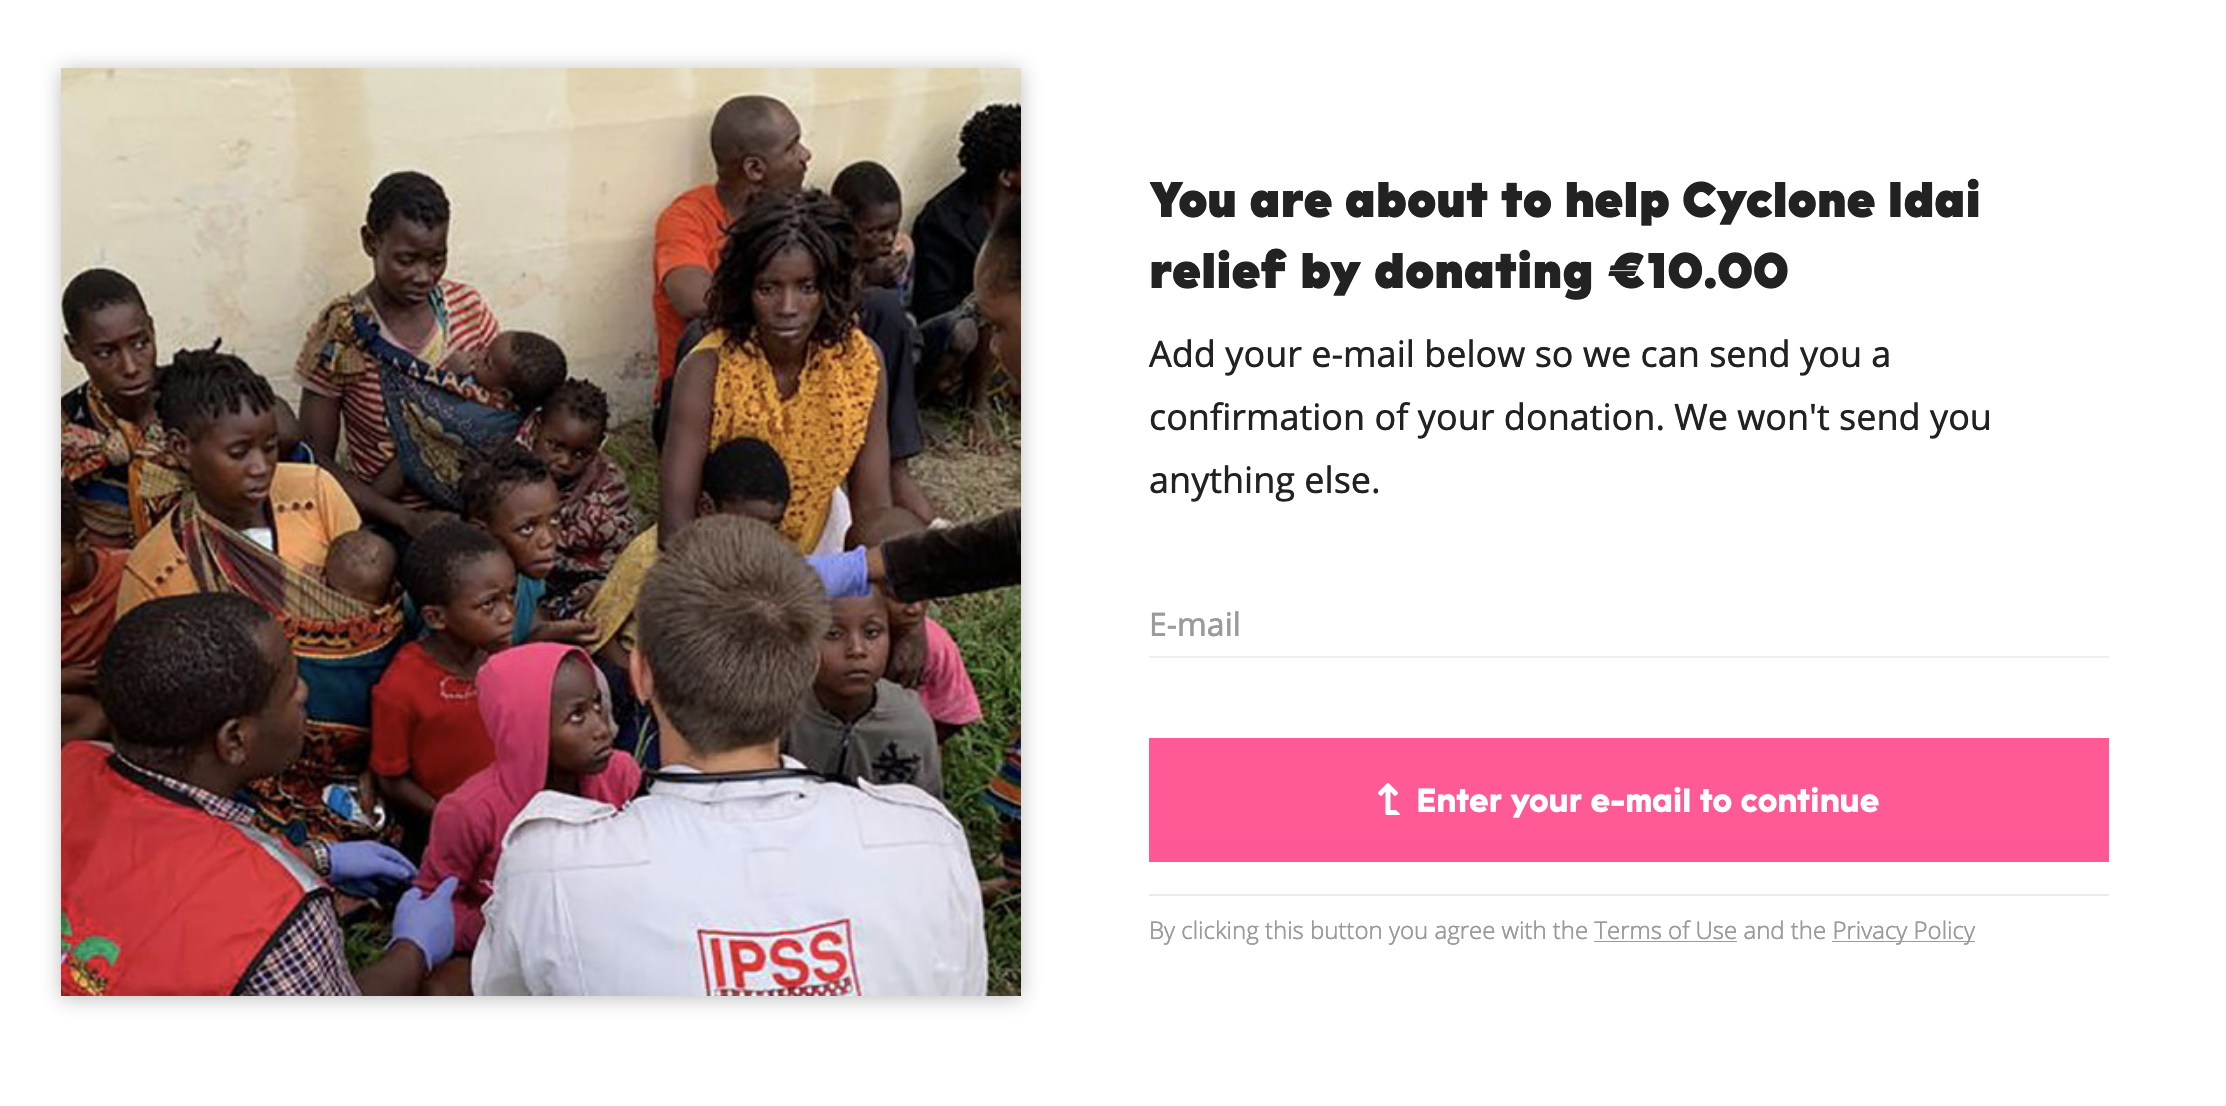 You are about to help Cyclone Idai
relief by donating €10.00
Add your e-mail below so we can send you a
confirmation of your donation. We won't send you
anything else.
E-mail
↥ Enter your e-mail to continue
By clicking this button you agree with the Terms of Use and the Privacy Policy
IPSS